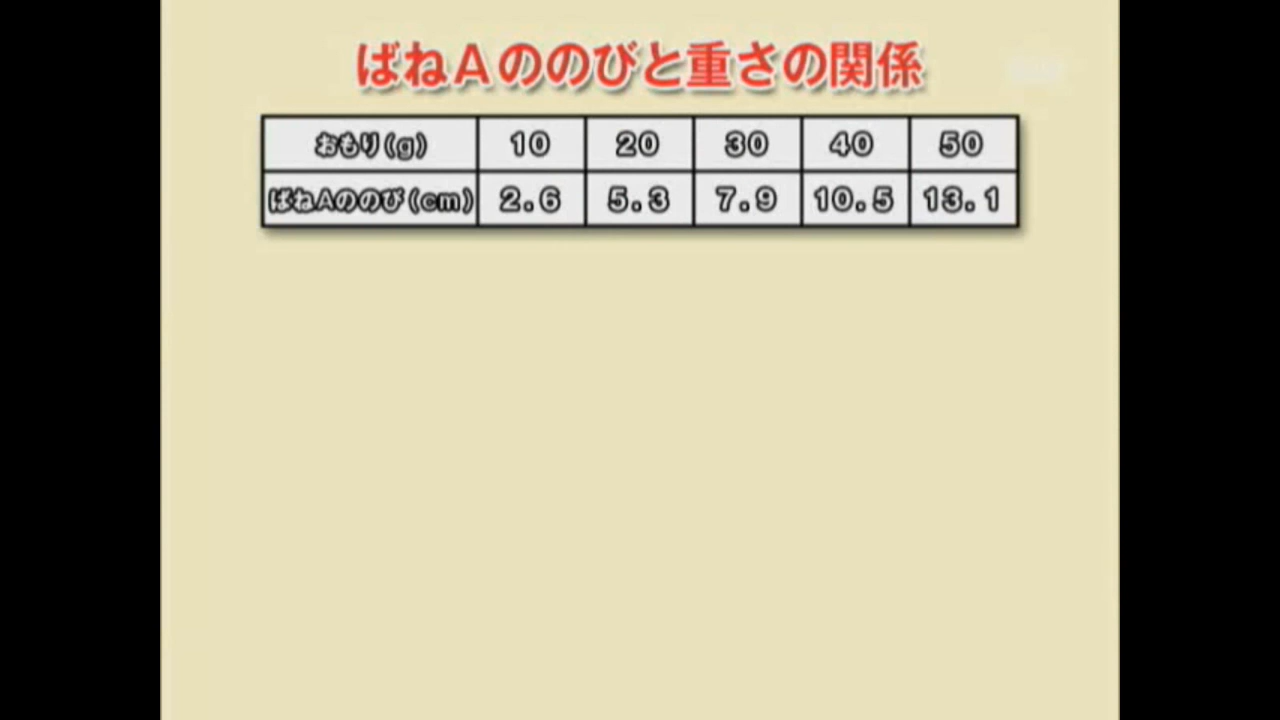 ばねAののびと重さの関係
おもり(g) 10 20 30 40 50
ばねAののび(cm) 2.6 5.3 7.9 10.5 13.1